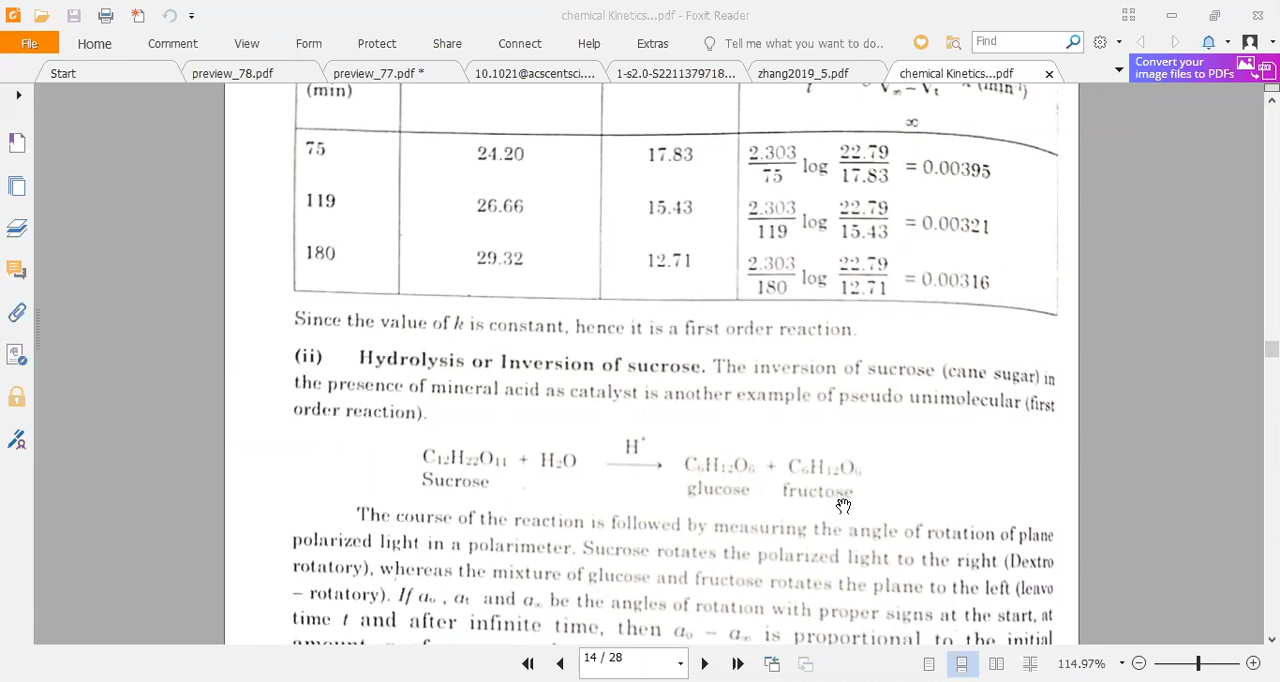 chemical Kinetics...pdf - Foxit Reader
File Home Comment View Form Protect Share Connect Help Extras Tell me what you want to do.. Find
Start preview_78.pdf preview_77.pdf * 10.1021@acscentsci.... 1-s2.0-S2211379718... zhang2019_5.pdf chemical Kinetics...pdf
Convert your
image files to PDFs
(min) t V∞ − Vt (min⁻¹)
∞
75 24.20 17.83 2.303/75 log 22.79/17.83 = 0.00395
119 26.66 15.43 2.303/119 log 22.79/15.43 = 0.00321
180 29.32 12.71 2.303/180 log 22.79/12.71 = 0.00316
Since the value of k is constant, hence it is a first order reaction.
(ii) Hydrolysis or Inversion of sucrose. The inversion of sucrose (cane sugar) in
the presence of mineral acid as catalyst is another example of pseudo unimolecular (first
order reaction).
H⁺
C₁₂H₂₂O₁₁ + H₂O → C₆H₁₂O₆ + C₆H₁₂O₆
Sucrose glucose fructose
The course of the reaction is followed by measuring the angle of rotation of plane
polarized light in a polarimeter. Sucrose rotates the polarized light to the right (Dextro
rotatory), whereas the mixture of glucose and fructose rotates the plane to the left (leavo
– rotatory). If a₀ , aₜ and a∞ be the angles of rotation with proper signs at the start, at
time t and after infinite time, then a₀ − a∞ is proportional to the initial
14 / 28 114.97%